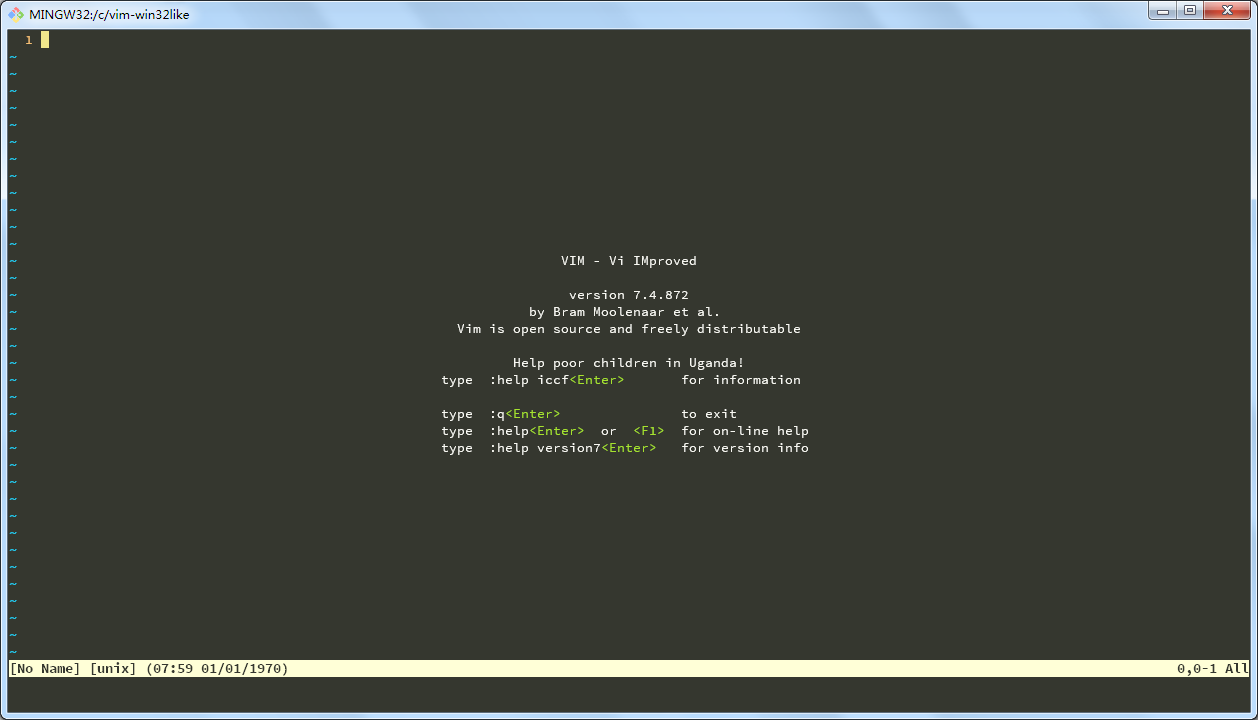 MINGW32:/c/vim-win32like
1
~
~
~
~
~
~
~
~
~
~
~
~
~ VIM - Vi IMproved
~
~ version 7.4.872
~ by Bram Moolenaar et al.
~ Vim is open source and freely distributable
~
~ Help poor children in Uganda!
~ type :help iccf<Enter> for information
~
~ type :q<Enter> to exit
~ type :help<Enter> or <F1> for on-line help
~ type :help version7<Enter> for version info
~
~
~
~
~
~
~
~
~
~
~
~
[No Name] [unix] (07:59 01/01/1970) 0,0-1 All